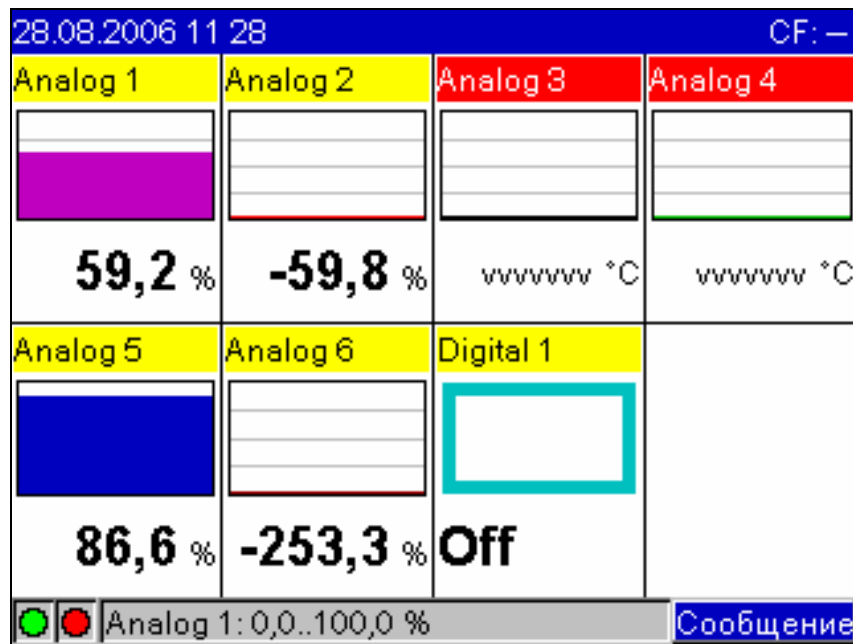 28.08.2006 11 28 CF: –
Analog 1 Analog 2 Analog 3 Analog 4
59,2 % -59,8 % vvvvvvv °C vvvvvvv °C
Analog 5 Analog 6 Digital 1
86,6 % -253,3 % Off
Analog 1: 0,0..100,0 % Сообщение